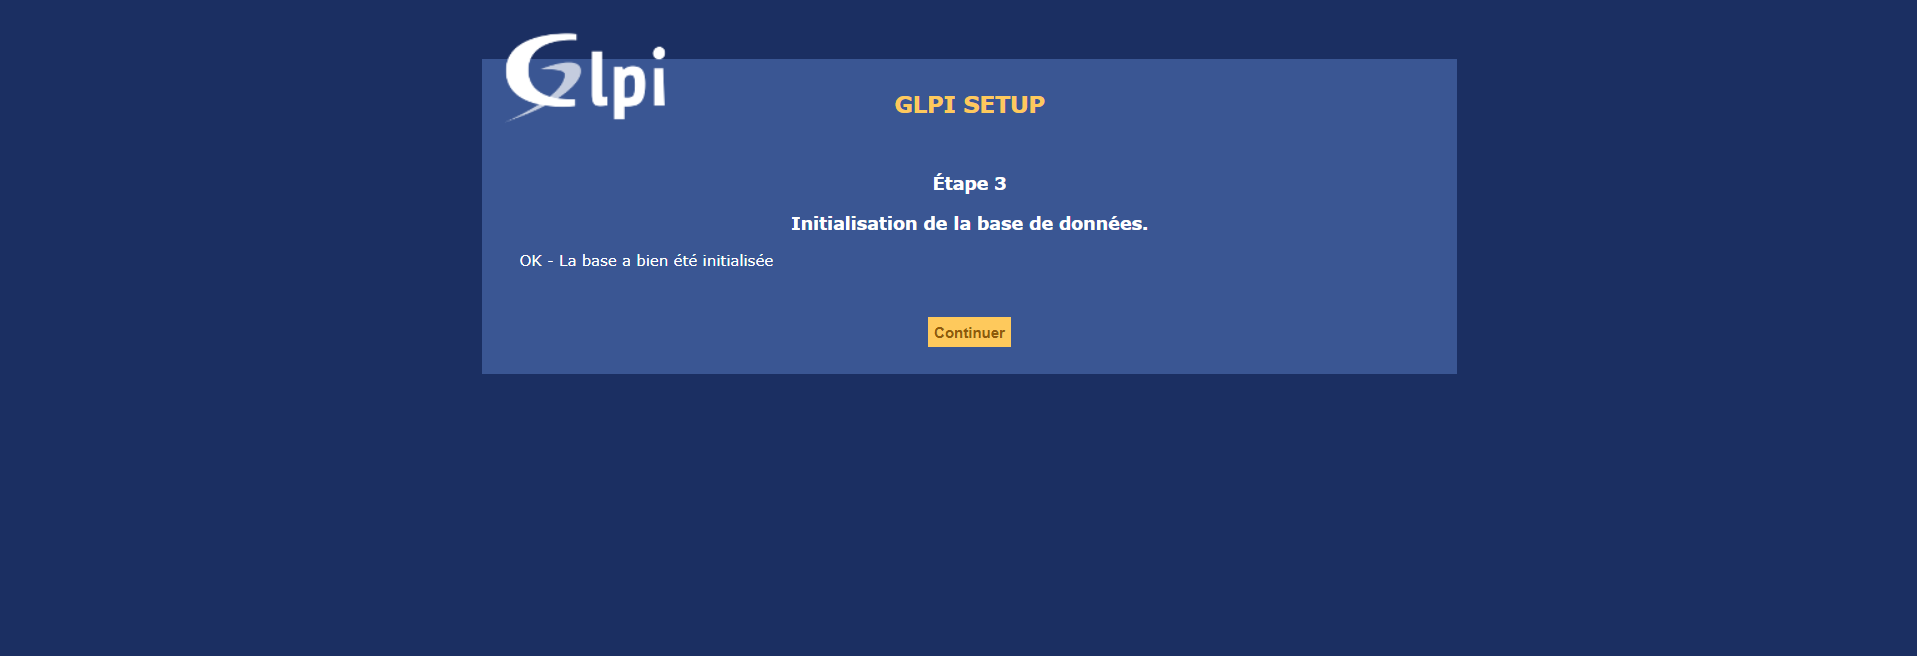 Glpi
GLPI SETUP
Étape 3
Initialisation de la base de données.
OK - La base a bien été initialisée
Continuer